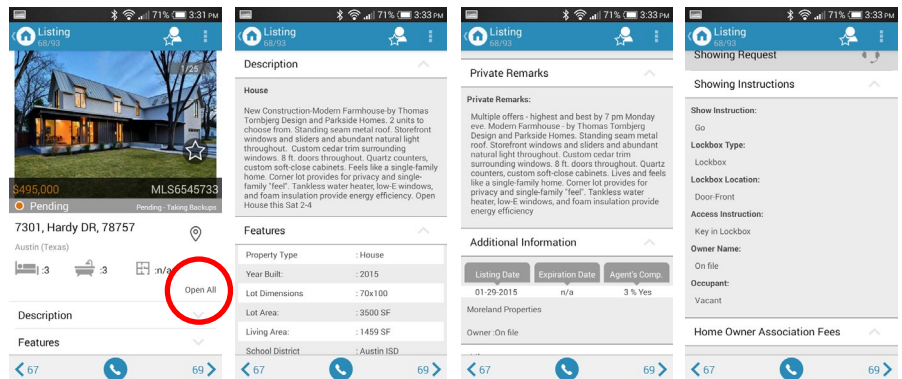 71% 3:31 PM
Listing
68/93
1/25
$495,000 MLS6545733
Pending Pending - Taking Backups
7301, Hardy DR, 78757
Austin (Texas)
:3 :3 :n/a
Open All
Description
Features
67 69
71% 3:33 PM
Listing
68/93
Description
House
New Construction-Modern Farmhouse-by Thomas
Tornbjerg Design and Parkside Homes. 2 units to
choose from. Standing seam metal roof. Storefront
windows and sliders and abundant natural light
throughout. Custom cedar trim surrounding
windows. 8 ft. doors throughout. Quartz counters,
custom soft-close cabinets. Feels like a single-family
home. Corner lot provides for privacy and single-
family "feel". Tankless water heater, low-E windows,
and foam insulation provide energy efficiency. Open
House this Sat 2-4
Features
Property Type : House
Year Built: : 2015
Lot Dimensions : 70x100
Lot Area: : 3500 SF
Living Area: : 1459 SF
School District : Austin ISD
67 69
71% 3:33 PM
Listing
68/93
Private Remarks
Private Remarks:
Multiple offers - highest and best by 7 pm Monday
eve. Modern Farmhouse - by Thomas Tornbjerg
Design and Parkside Homes. Standing seam metal
roof. Storefront windows and sliders and abundant
natural light throughout. Custom cedar trim surrounding
windows. 8 ft. doors throughout. Quartz
counters, custom soft-close cabinets. Lives and feels
like a single-family home. Corner lot provides for
privacy and single-family "feel". Tankless water
heater, low-E windows, and foam insulation provide
energy efficiency
Additional Information
Listing Date Expiration Date Agent's Comp.
01-29-2015 n/a 3 % Yes
Moreland Properties
Owner :On file
67 69
71% 3:33 PM
Listing
68/93
Showing Request
Showing Instructions
Show Instruction:
Go
Lockbox Type:
Lockbox
Lockbox Location:
Door-Front
Access Instruction:
Key in Lockbox
Owner Name:
On file
Occupant:
Vacant
Home Owner Association Fees
67 69